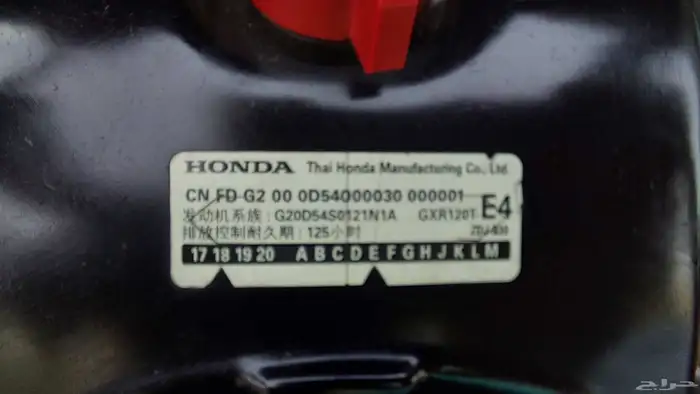 HONDA Thai Honda Manufacturing Co., Ltd
CN FD G2 00 0D54000030 000001
发动机系族:G20D54S0121N1A GXR120T E4
排放控制耐久期:125小时
17 18 19 20 A B C D E F G H J K L M
حراج